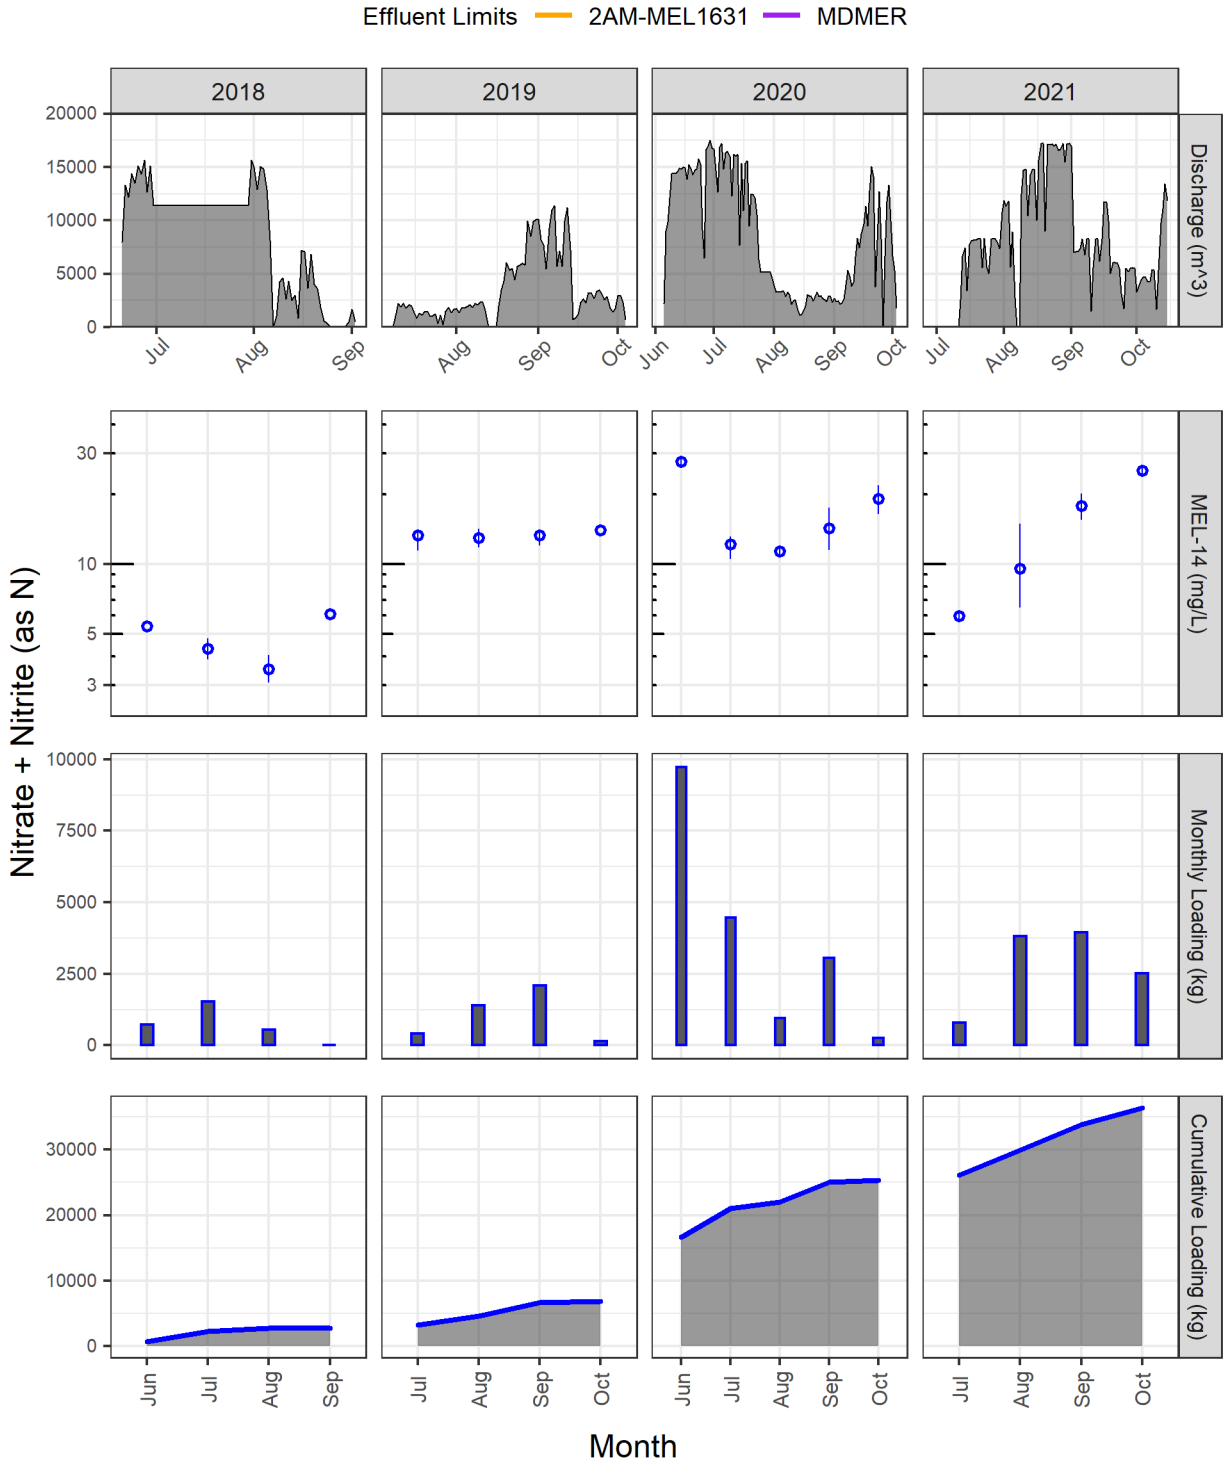 Effluent Limits 2AM-MEL1631 MDMER
2018 2019 2020 2021
20000
15000
10000
5000
0
Discharge (m^3)
Jul Aug Sep Aug Sep Oct Jun Jul Aug Sep Oct Jul Aug Sep Oct
30
10
5
3
MEL-14 (mg/L)
Nitrate + Nitrite (as N)
10000
7500
5000
2500
0
Monthly Loading (kg)
30000
20000
10000
0
Cumulative Loading (kg)
Jun Jul Aug Sep Jul Aug Sep Oct Jun Jul Aug Sep Oct Jul Aug Sep Oct
Month